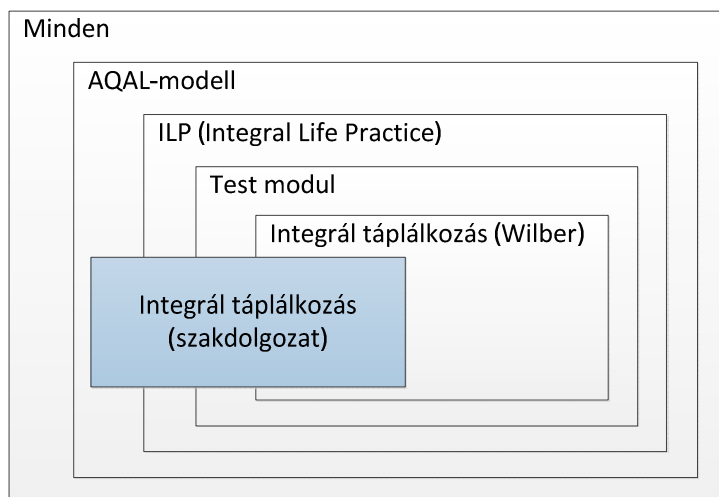 Minden
AQAL-modell
ILP (Integral Life Practice)
Test modul
Integrál táplálkozás (Wilber)
Integrál táplálkozás
(szakdolgozat)